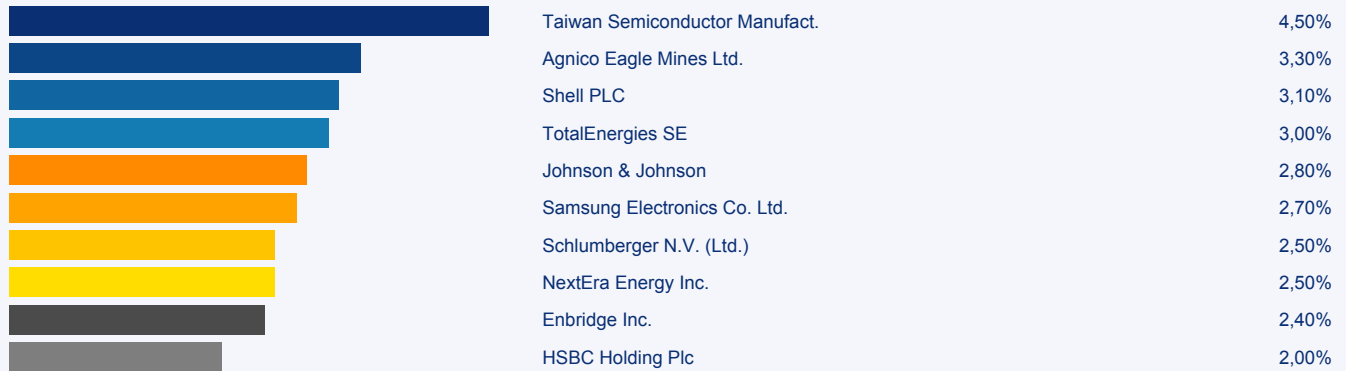 Taiwan Semiconductor Manufact. 4,50%
Agnico Eagle Mines Ltd. 3,30%
Shell PLC 3,10%
TotalEnergies SE 3,00%
Johnson & Johnson 2,80%
Samsung Electronics Co. Ltd. 2,70%
Schlumberger N.V. (Ltd.) 2,50%
NextEra Energy Inc. 2,50%
Enbridge Inc. 2,40%
HSBC Holding Plc 2,00%